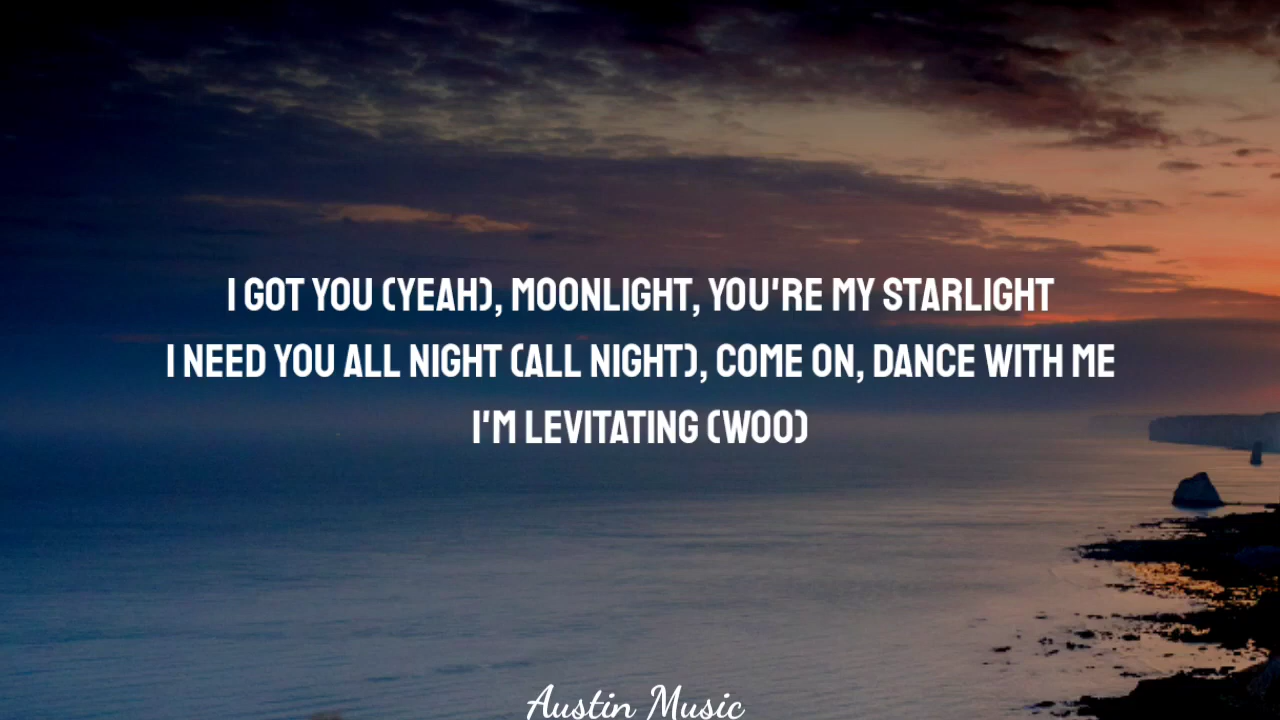 I GOT YOU (YEAH), MOONLIGHT, YOU'RE MY STARLIGHT
I NEED YOU ALL NIGHT (ALL NIGHT), COME ON, DANCE WITH ME
I'M LEVITATING (WOO)
Austin Music